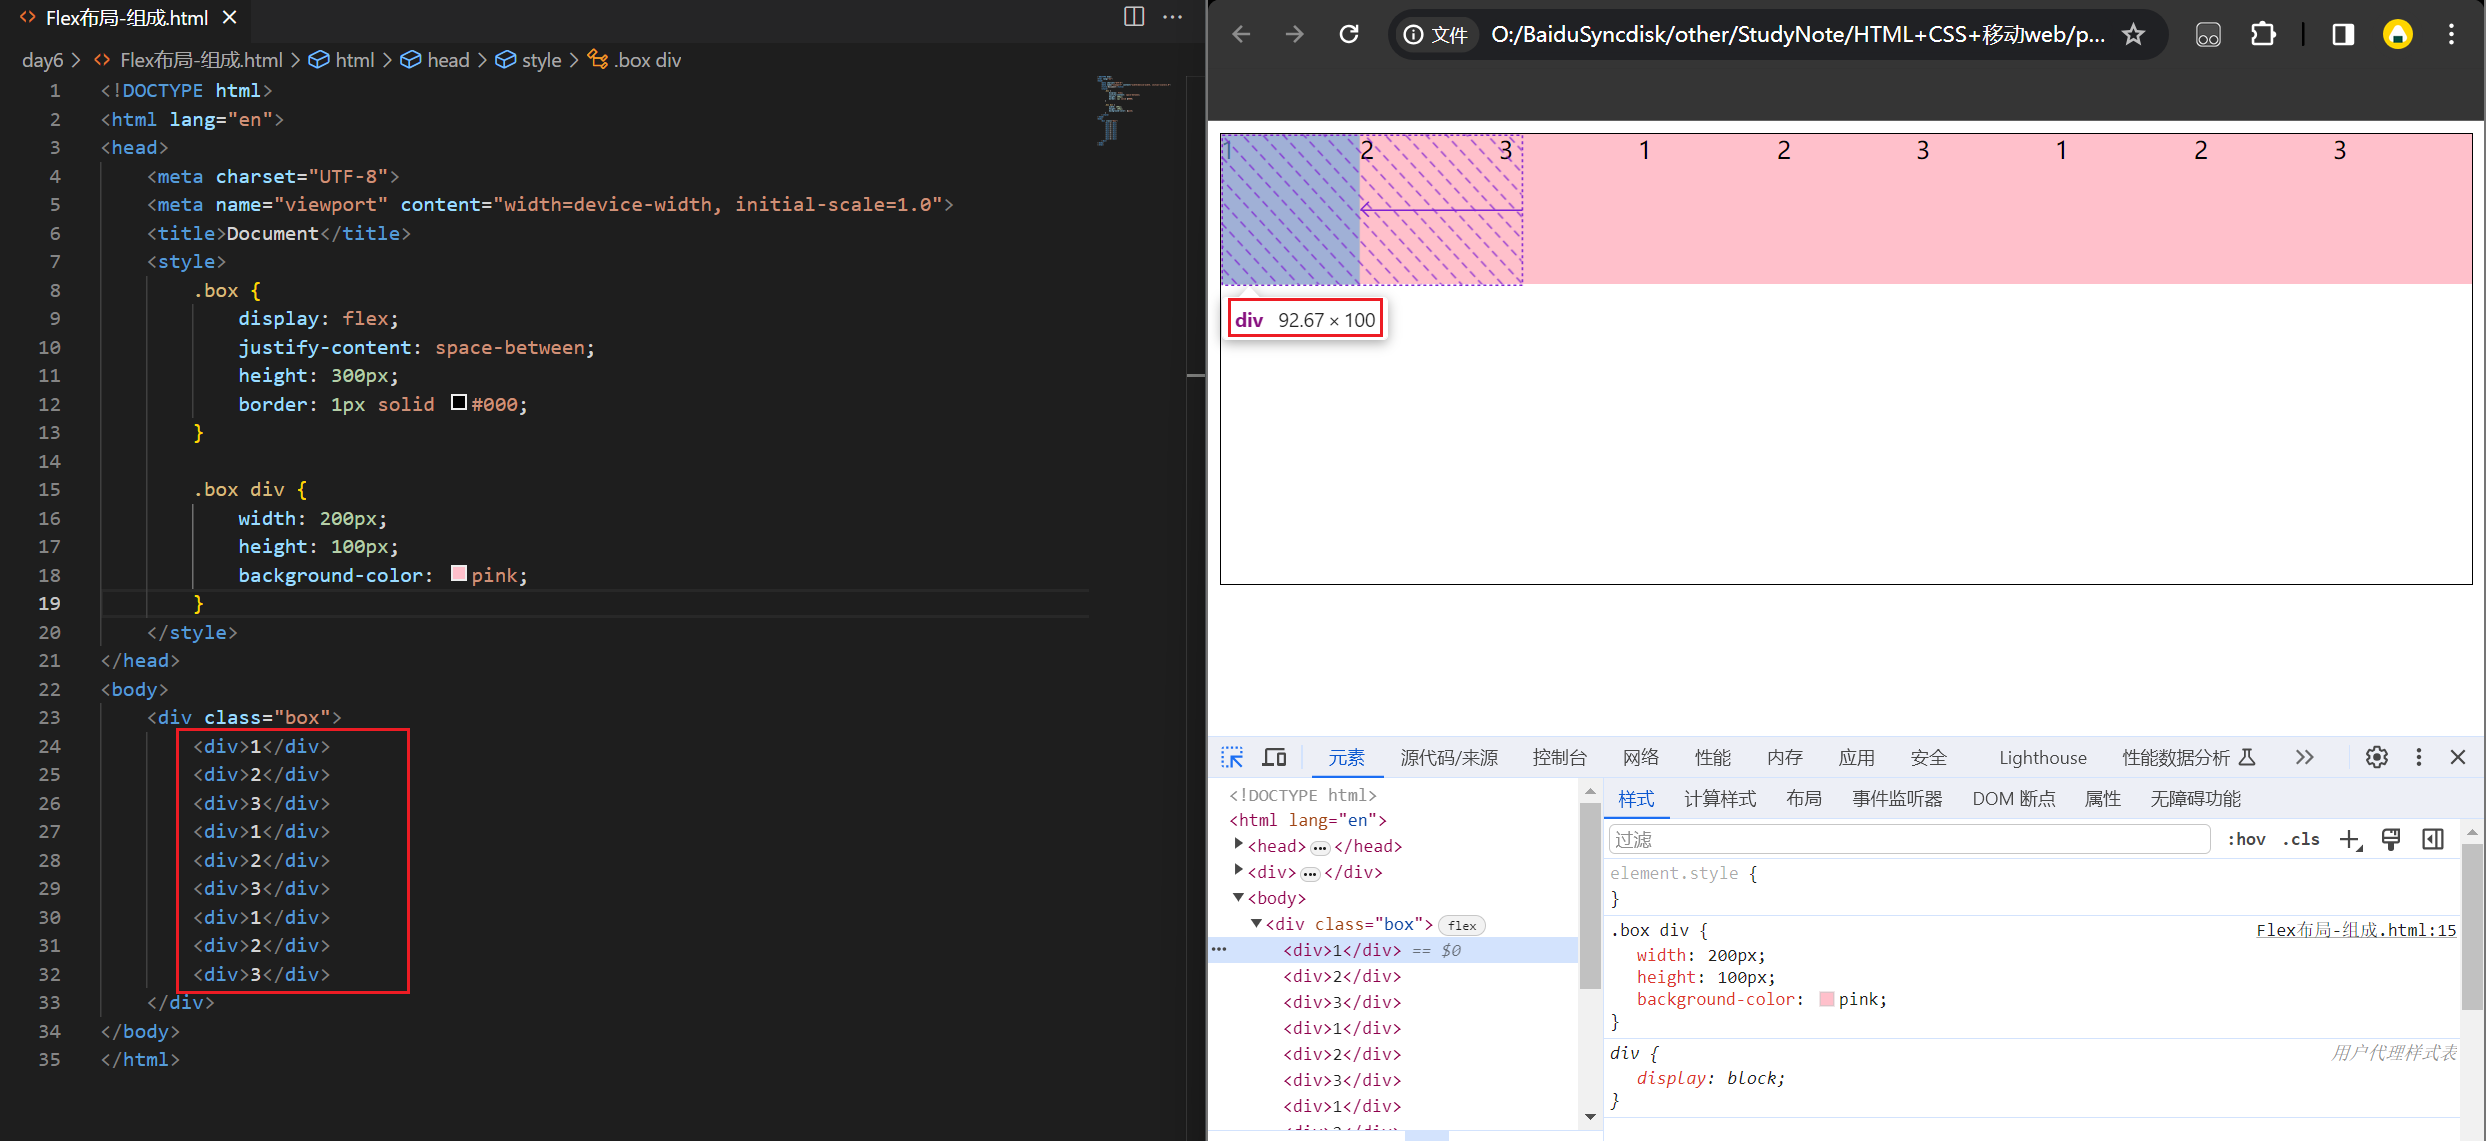 Flex布局-组成.html
day6 > Flex布局-组成.html > html > head > style > .box div
1 <!DOCTYPE html>
2 <html lang="en">
3 <head>
4 <meta charset="UTF-8">
5 <meta name="viewport" content="width=device-width, initial-scale=1.0">
6 <title>Document</title>
7 <style>
8 .box {
9 display: flex;
10 justify-content: space-between;
11 height: 300px;
12 border: 1px solid #000;
13 }
14
15 .box div {
16 width: 200px;
17 height: 100px;
18 background-color: pink;
19 }
20 </style>
21 </head>
22 <body>
23 <div class="box">
24 <div>1</div>
25 <div>2</div>
26 <div>3</div>
27 <div>1</div>
28 <div>2</div>
29 <div>3</div>
30 <div>1</div>
31 <div>2</div>
32 <div>3</div>
33 </div>
34 </body>
35 </html>
文件 O:/BaiduSyncdisk/other/StudyNote/HTML+CSS+移动web/p...
1 2 3 1 2 3 1 2 3
div 92.67 × 100
元素 源代码/来源 控制台 网络 性能 内存 应用 安全 Lighthouse 性能数据分析
<!DOCTYPE html>
<html lang="en">
<head> ... </head>
<div> ... </div>
<body>
<div class="box"> flex
... <div>1</div> == $0
<div>2</div>
<div>3</div>
<div>1</div>
<div>2</div>
<div>3</div>
<div>1</div>
样式 计算样式 布局 事件监听器 DOM 断点 属性 无障碍功能
过滤 :hov .cls
element.style {
}
.box div { Flex布局-组成.html:15
width: 200px;
height: 100px;
background-color: pink;
}
div { 用户代理样式表
display: block;
}